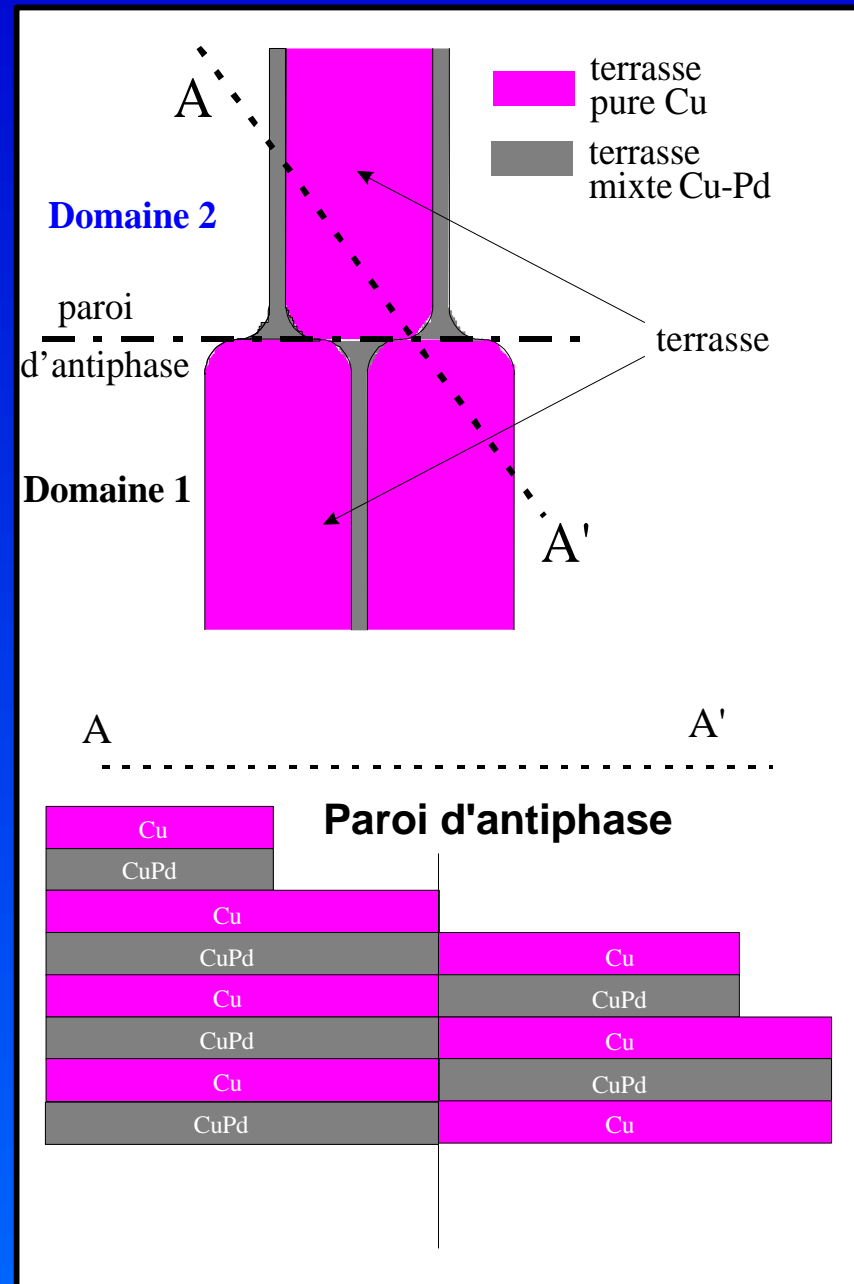 terrasse
pure Cu
A
terrasse
mixte Cu-Pd
Domaine 2
paroi
terrasse
d'antiphase
Domaine 1
A'
A
A'
Paroi d'antiphase
Cu
CuPd
Cu
CuPd
Cu
Cu
CuPd
CuPd
Cu
Cu
CuPd
CuPd
Cu